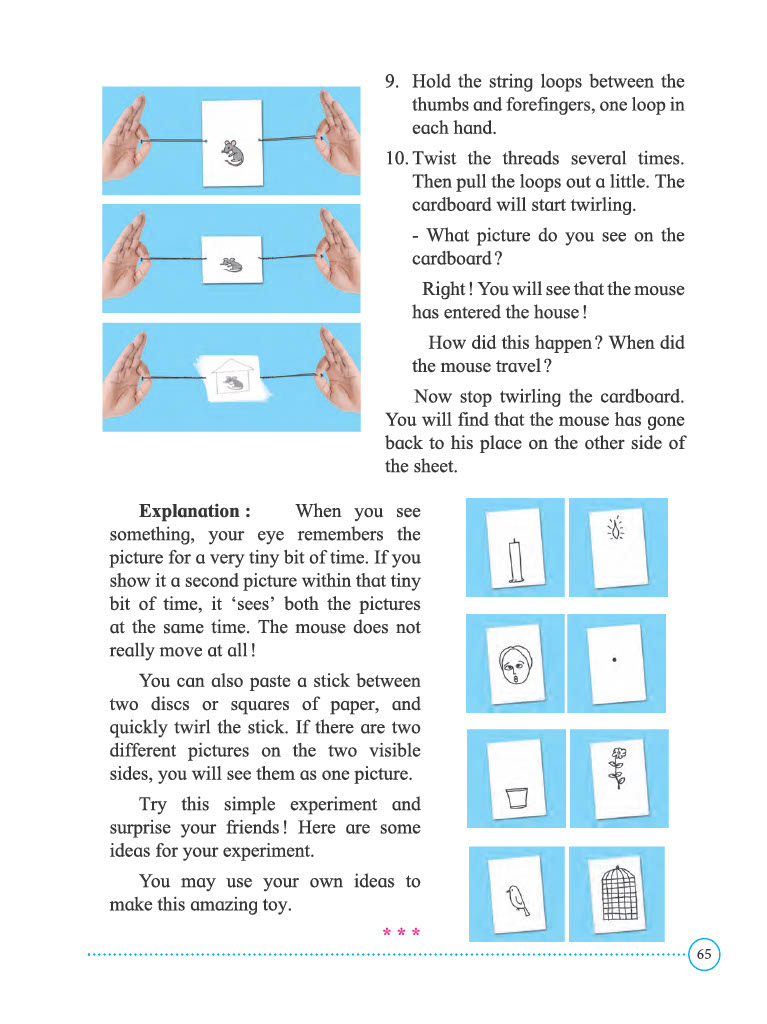 9. Hold the string loops between the
thumbs and forefingers, one loop in
each hand.
10. Twist the threads several times.
Then pull the loops out a little. The
cardboard will start twirling.
- What picture do you see on the
cardboard ?
Right ! You will see that the mouse
has entered the house !
How did this happen ? When did
the mouse travel ?
Now stop twirling the cardboard.
You will find that the mouse has gone
back to his place on the other side of
the sheet.
Explanation : When you see
something, your eye remembers the
picture for a very tiny bit of time. If you
show it a second picture within that tiny
bit of time, it ‘sees’ both the pictures
at the same time. The mouse does not
really move at all !
You can also paste a stick between
two discs or squares of paper, and
quickly twirl the stick. If there are two
different pictures on the two visible
sides, you will see them as one picture.
Try this simple experiment and
surprise your friends ! Here are some
ideas for your experiment.
You may use your own ideas to
make this amazing toy.
* * *
65